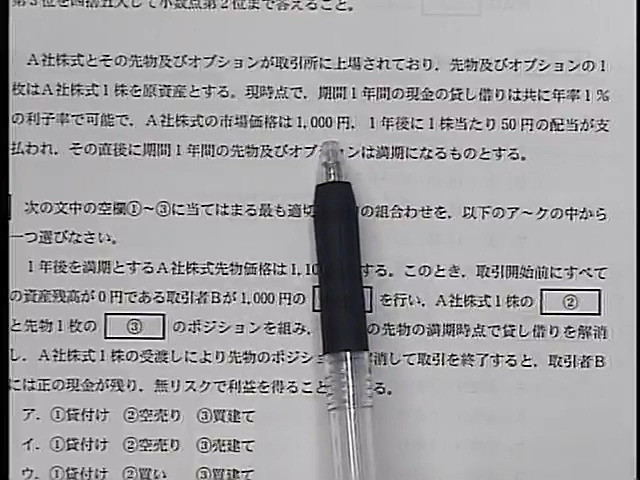 第3位を四捨五入して小数点第2位まで答えること。
A社株式とその先物及びオプションが取引所に上場されており、先物及びオプションの1
枚はA社株式1株を原資産とする。現時点で、期間1年間の現金の貸し借りは共に年率1%
の利子率で可能で、A社株式の市場価格は1,000円、1年後に1株当たり50円の配当が支
払われ、その直後に期間1年間の先物及びオプションは満期になるものとする。
次の文中の空欄①～③に当てはまる最も適切 の組合わせを、以下のア～ケの中から
一つ選びなさい。
1年後を満期とするA社株式先物価格は1,10 する。このとき、取引開始前にすべて
の資産残高が0円である取引者Bが1,000円の を行い、A社株式1株の ②
と先物1枚の ③ のポジションを組み、 の先物の満期時点で貸し借りを解消
し、A社株式1株の受渡しにより先物のポジシ 消して取引を終了すると、取引者B
には正の現金が残り、無リスクで利益を得ること る。
ア．①貸付け ②空売り ③買建て
イ．①貸付け ②空売り ③売建て
ウ．①貸付け ②買い ③買建て